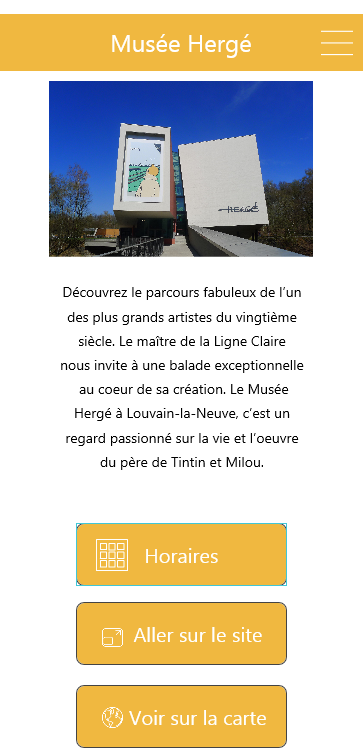 Musée Hergé
HERGÉ
Découvrez le parcours fabuleux de l’un
des plus grands artistes du vingtième
siècle. Le maître de la Ligne Claire
nous invite à une balade exceptionnelle
au coeur de sa création. Le Musée
Hergé à Louvain-la-Neuve, c’est un
regard passionné sur la vie et l’oeuvre
du père de Tintin et Milou.
Horaires
Aller sur le site
Voir sur la carte